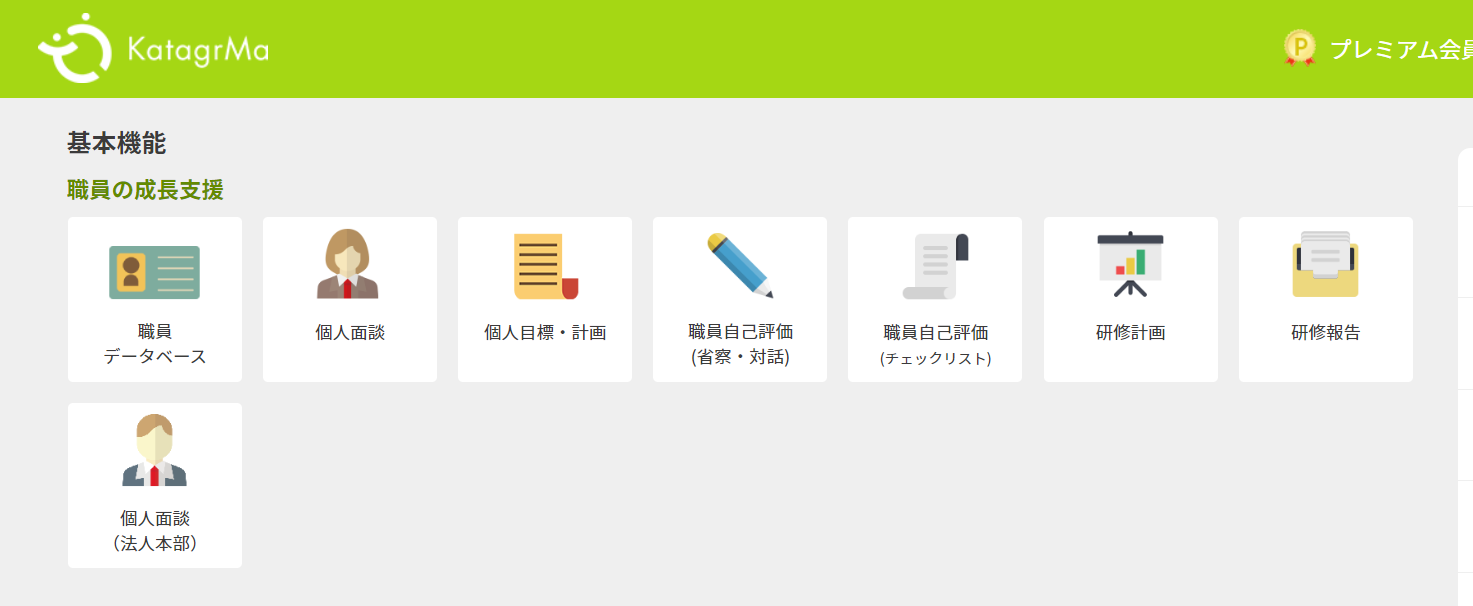 KatagrMa
P プレミアム会員
基本機能
職員の成長支援
職員
データベース
個人面談
個人目標・計画
職員自己評価
(省察・対話)
職員自己評価
(チェックリスト)
研修計画
研修報告
個人面談
（法人本部）